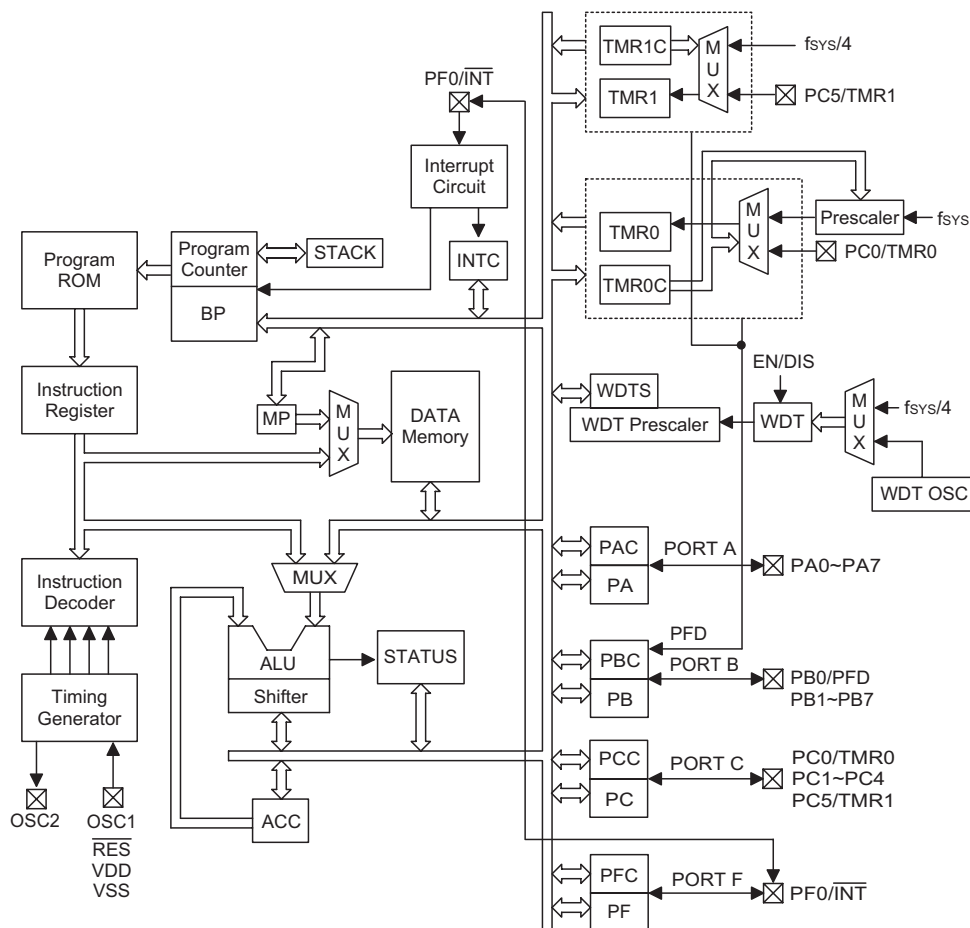 TMR1C
MUX
fSYS/4
TMR1
PC5/TMR1
PF0/INT
Interrupt
Circuit
Prescaler
fSYS
TMR0
MUX
PC0/TMR0
TMR0C
Program
ROM
Program
Counter
STACK
INTC
BP
EN/DIS
Instruction
Register
MP
MUX
DATA
Memory
WDTS
WDT Prescaler
WDT
MUX
fSYS/4
WDT OSC
MUX
PAC
PORT A
PA0~PA7
PA
Instruction
Decoder
ALU
STATUS
Shifter
PFD
PBC
PORT B
PB0/PFD
PB
PB1~PB7
Timing
Generator
PCC
PORT C
PC0/TMR0
PC1~PC4
PC
PC5/TMR1
OSC2
OSC1
RES
VDD
VSS
ACC
PFC
PORT F
PF0/INT
PF